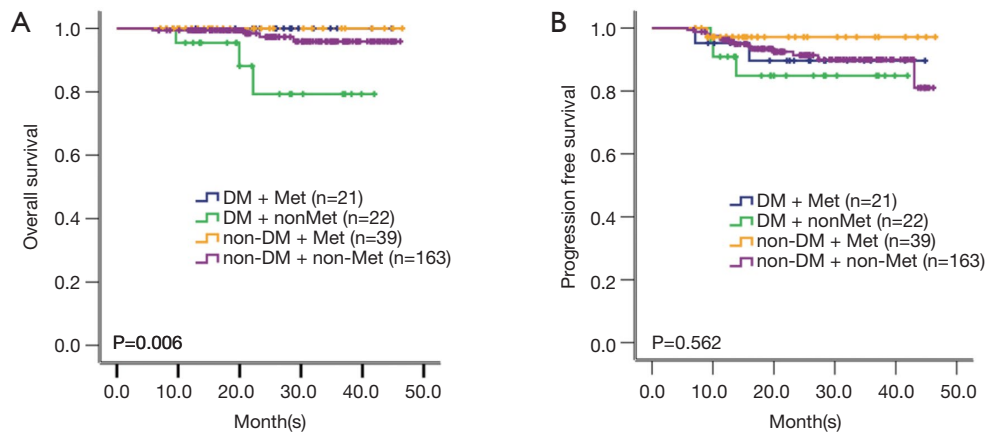 A
Overall survival
1.0
0.8
0.6
0.4
0.2
0.0
DM + Met (n=21)
DM + nonMet (n=22)
non-DM + Met (n=39)
non-DM + non-Met (n=163)
P=0.006
0.0 10.0 20.0 30.0 40.0 50.0
Month(s)
B
Progression free survival
1.0
0.8
0.6
0.4
0.2
0.0
DM + Met (n=21)
DM + nonMet (n=22)
non-DM + Met (n=39)
non-DM + non-Met (n=163)
P=0.562
0.0 10.0 20.0 30.0 40.0 50.0
Month(s)